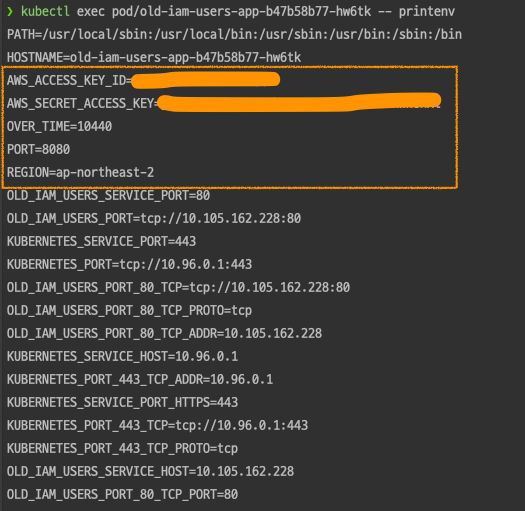 ❯ kubectl exec pod/old-iam-users-app-b47b58b77-hw6tk -- printenv
PATH=/usr/local/sbin:/usr/local/bin:/usr/sbin:/usr/bin:/sbin:/bin
HOSTNAME=old-iam-users-app-b47b58b77-hw6tk
AWS_ACCESS_KEY_ID=
AWS_SECRET_ACCESS_KEY=
OVER_TIME=10440
PORT=8080
REGION=ap-northeast-2
OLD_IAM_USERS_SERVICE_PORT=80
OLD_IAM_USERS_PORT=tcp://10.105.162.228:80
KUBERNETES_SERVICE_PORT=443
KUBERNETES_PORT=tcp://10.96.0.1:443
OLD_IAM_USERS_PORT_80_TCP=tcp://10.105.162.228:80
OLD_IAM_USERS_PORT_80_TCP_PROTO=tcp
OLD_IAM_USERS_PORT_80_TCP_ADDR=10.105.162.228
KUBERNETES_SERVICE_HOST=10.96.0.1
KUBERNETES_PORT_443_TCP_ADDR=10.96.0.1
KUBERNETES_SERVICE_PORT_HTTPS=443
KUBERNETES_PORT_443_TCP=tcp://10.96.0.1:443
KUBERNETES_PORT_443_TCP_PROTO=tcp
OLD_IAM_USERS_SERVICE_HOST=10.105.162.228
OLD_IAM_USERS_PORT_80_TCP_PORT=80